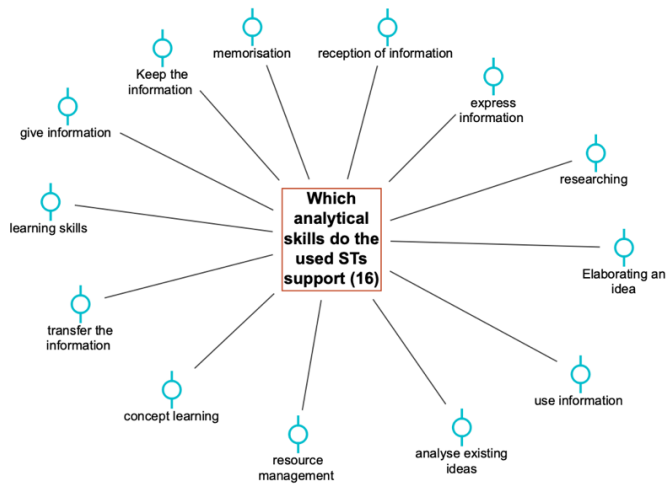 memorisation
reception of information
Keep the
information
express
information
give information
researching
Which
analytical
skills do the
used STs
support (16)
learning skills
Elaborating an
idea
transfer the
information
use information
concept learning
analyse existing
ideas
resource
management